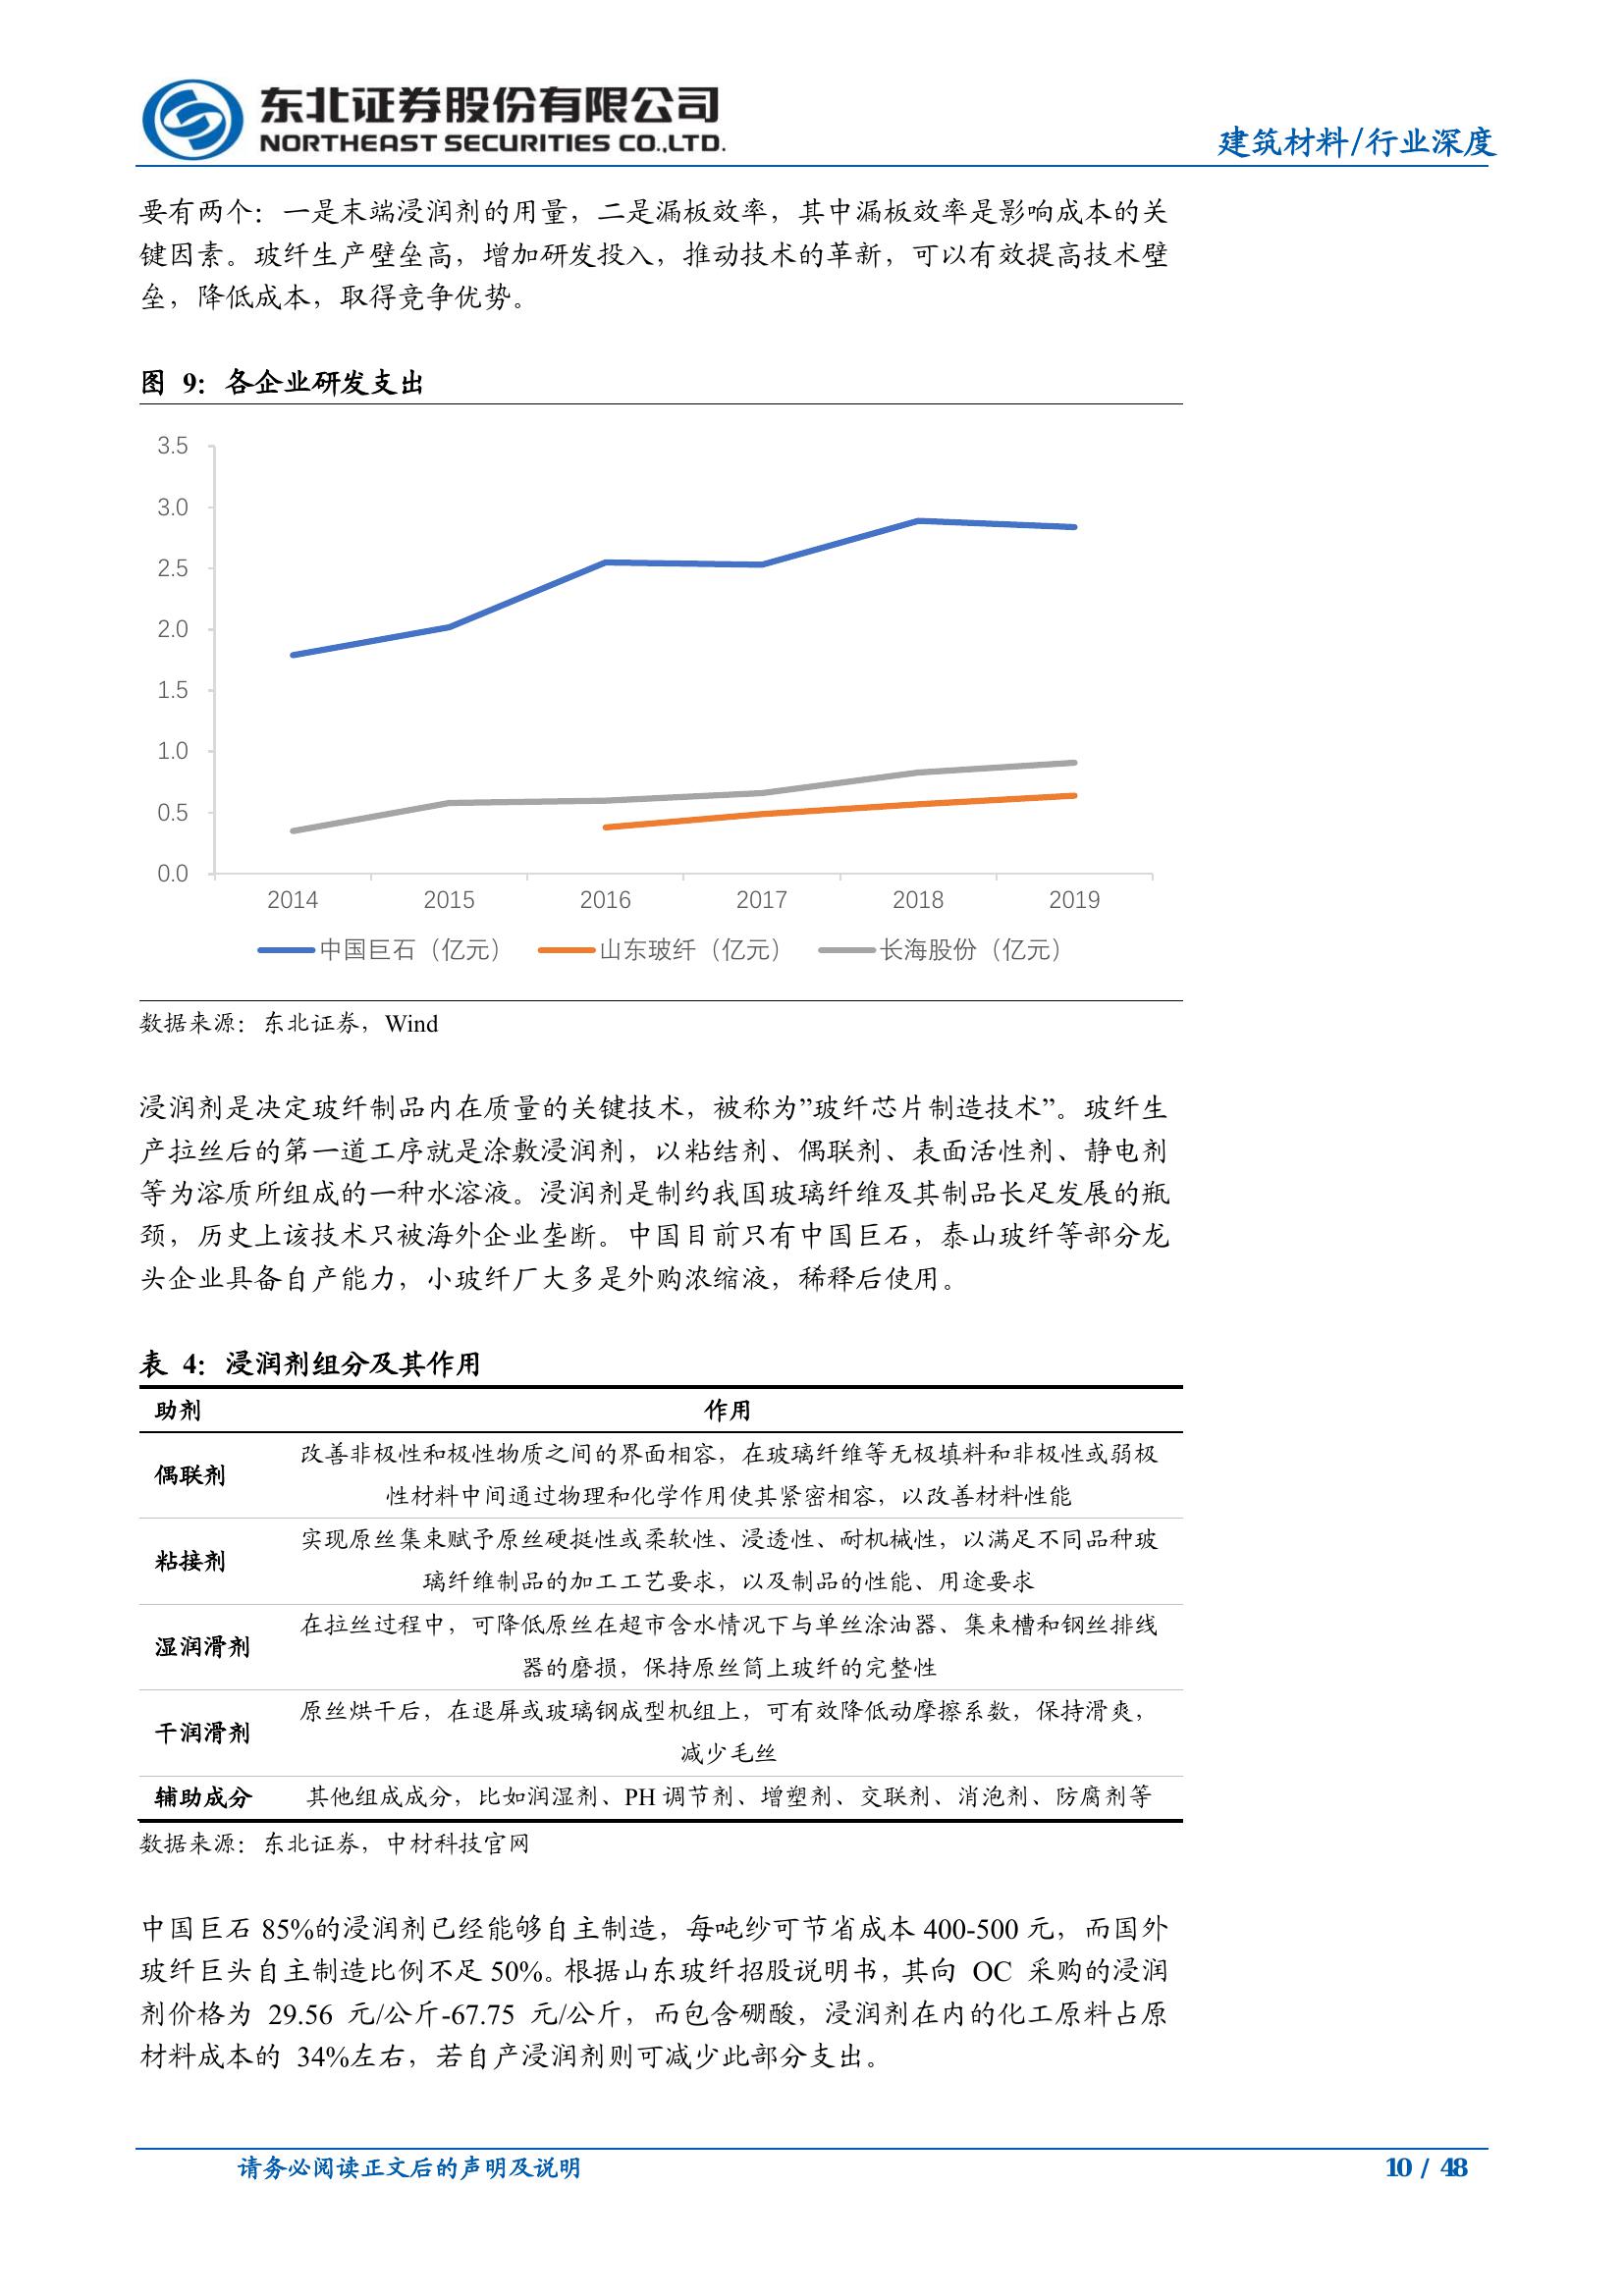 东北证券股份有限公司
NORTHEAST SECURITIES CO.,LTD.
建筑材料/行业深度
要有两个：一是末端浸润剂的用量，二是漏板效率，其中漏板效率是影响成本的关
键因素。玻纤生产壁垒高，增加研发投入，推动技术的革新，可以有效提高技术壁
垒，降低成本，取得竞争优势。
图 9：各企业研发支出
3.5
3.0
2.5
2.0
1.5
1.0
0.5
0.0
2014 2015 2016 2017 2018 2019
中国巨石（亿元） 山东玻纤（亿元） 长海股份（亿元）
数据来源：东北证券，Wind
浸润剂是决定玻纤制品内在质量的关键技术，被称为”玻纤芯片制造技术”。玻纤生
产拉丝后的第一道工序就是涂敷浸润剂，以粘结剂、偶联剂、表面活性剂、静电剂
等为溶质所组成的一种水溶液。浸润剂是制约我国玻璃纤维及其制品长足发展的瓶
颈，历史上该技术只被海外企业垄断。中国目前只有中国巨石，泰山玻纤等部分龙
头企业具备自产能力，小玻纤厂大多是外购浓缩液，稀释后使用。
表 4：浸润剂组分及其作用
助剂 作用
偶联剂 改善非极性和极性物质之间的界面相容，在玻璃纤维等无极填料和非极性或弱极
性材料中间通过物理和化学作用使其紧密相容，以改善材料性能
粘接剂 实现原丝集束赋予原丝硬挺性或柔软性、浸透性、耐机械性，以满足不同品种玻
璃纤维制品的加工工艺要求，以及制品的性能、用途要求
湿润滑剂 在拉丝过程中，可降低原丝在超市含水情况下与单丝涂油器、集束槽和钢丝排线
器的磨损，保持原丝筒上玻纤的完整性
干润滑剂 原丝烘干后，在退屏或玻璃钢成型机组上，可有效降低动摩擦系数，保持滑爽，
减少毛丝
辅助成分 其他组成成分，比如润湿剂、PH 调节剂、增塑剂、交联剂、消泡剂、防腐剂等
数据来源：东北证券，中材科技官网
中国巨石 85%的浸润剂已经能够自主制造，每吨纱可节省成本 400-500 元，而国外
玻纤巨头自主制造比例不足 50%。根据山东玻纤招股说明书，其向 OC 采购的浸润
剂价格为 29.56 元/公斤-67.75 元/公斤，而包含硼酸，浸润剂在内的化工原料占原
材料成本的 34%左右，若自产浸润剂则可减少此部分支出。
请务必阅读正文后的声明及说明
10 / 48